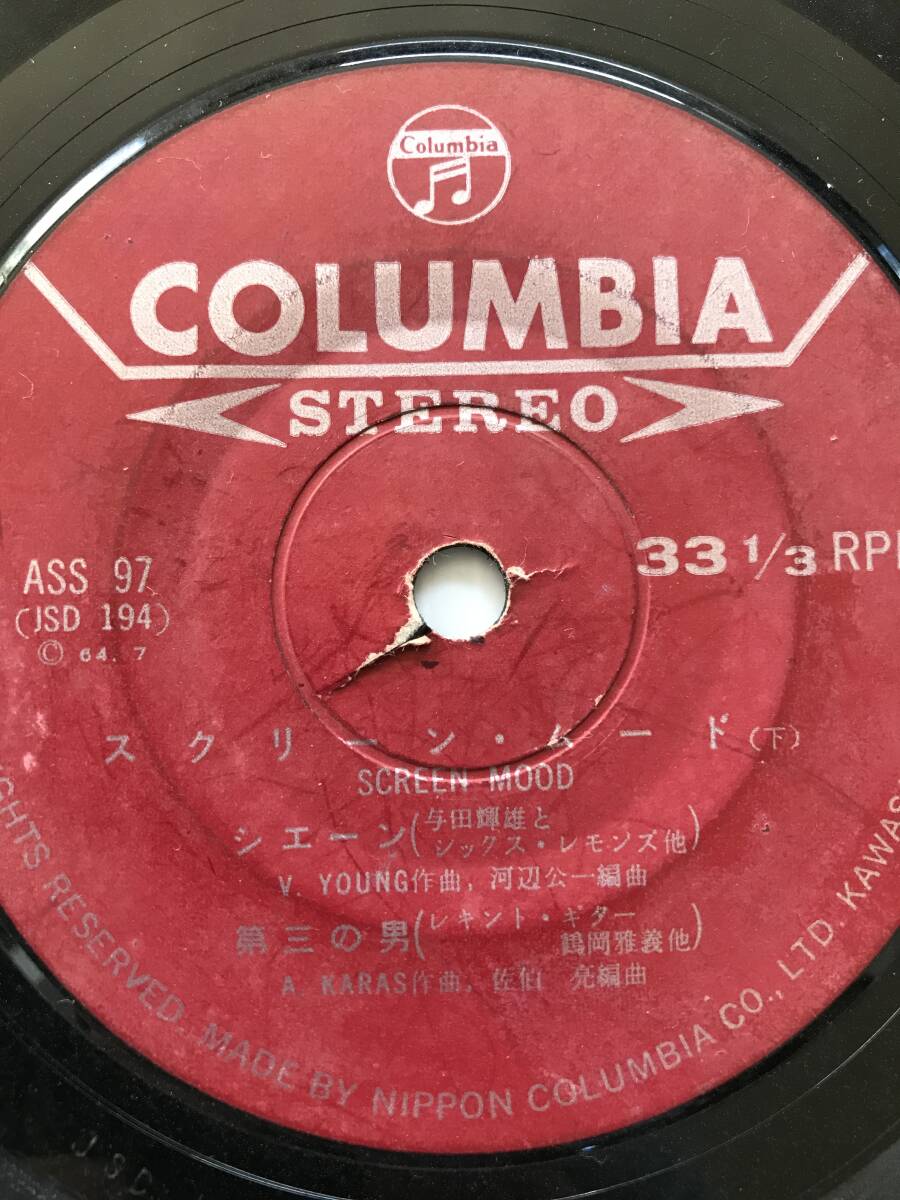 Columbia
COLUMBIA
STEREO
ASS 97
(JSD 194)
Ⓒ 64. 7
33 1/3 RP
スクリーン・ムード(下)
SCREEN MOOD
シエーン(与田輝雄と
シックス・レモンズ他)
V. YOUNG作曲, 河辺公一編曲
第三の男(レキント・ギター
鶴岡雅義他)
A. KARAS作曲, 佐伯 亮編曲
GHTS RESERVED. MADE BY NIPPON COLUMBIA CO., LTD. KAWAS
JSD